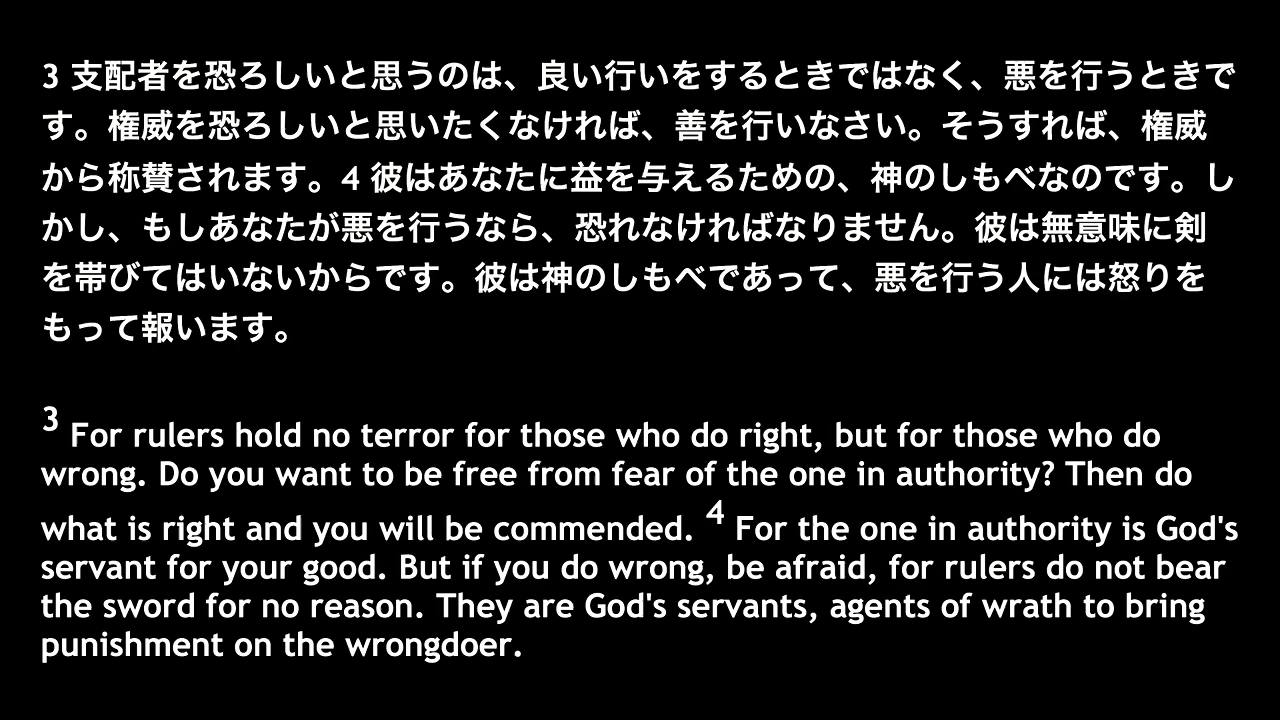 3 支配者を恐ろしいと思うのは、良い行いをするときではなく、悪を行うときで
す。権威を恐ろしいと思いたくなければ、善を行いなさい。そうすれば、権威
から称賛されます。4 彼はあなたに益を与えるための、神のしもべなのです。し
かし、もしあなたが悪を行うなら、恐れなければなりません。彼は無意味に剣
を帯びてはいないからです。彼は神のしもべであって、悪を行う人には怒りを
もって報います。
3 For rulers hold no terror for those who do right, but for those who do
wrong. Do you want to be free from fear of the one in authority? Then do
what is right and you will be commended. 4 For the one in authority is God's
servant for your good. But if you do wrong, be afraid, for rulers do not bear
the sword for no reason. They are God's servants, agents of wrath to bring
punishment on the wrongdoer.